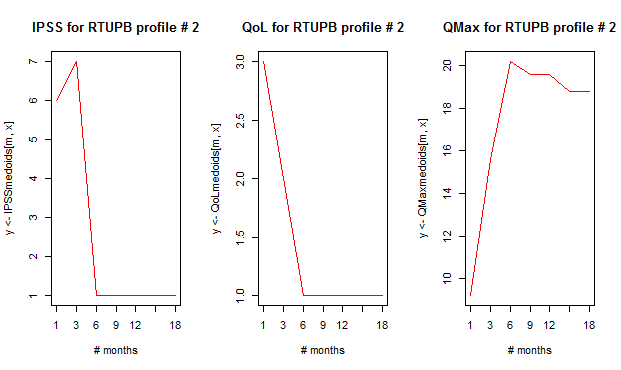 IPSS for RTUPB profile # 2
y <- IPSSmedoids[m, x]
7
6
5
4
3
2
1
1 3 6 9 12 18
# months
QoL for RTUPB profile # 2
y <- QoLmedoids[m, x]
3.0
2.5
2.0
1.5
1.0
1 3 6 9 12 18
# months
QMax for RTUPB profile # 2
y <- QMaxmedoids[m, x]
20
18
16
14
12
10
1 3 6 9 12 18
# months